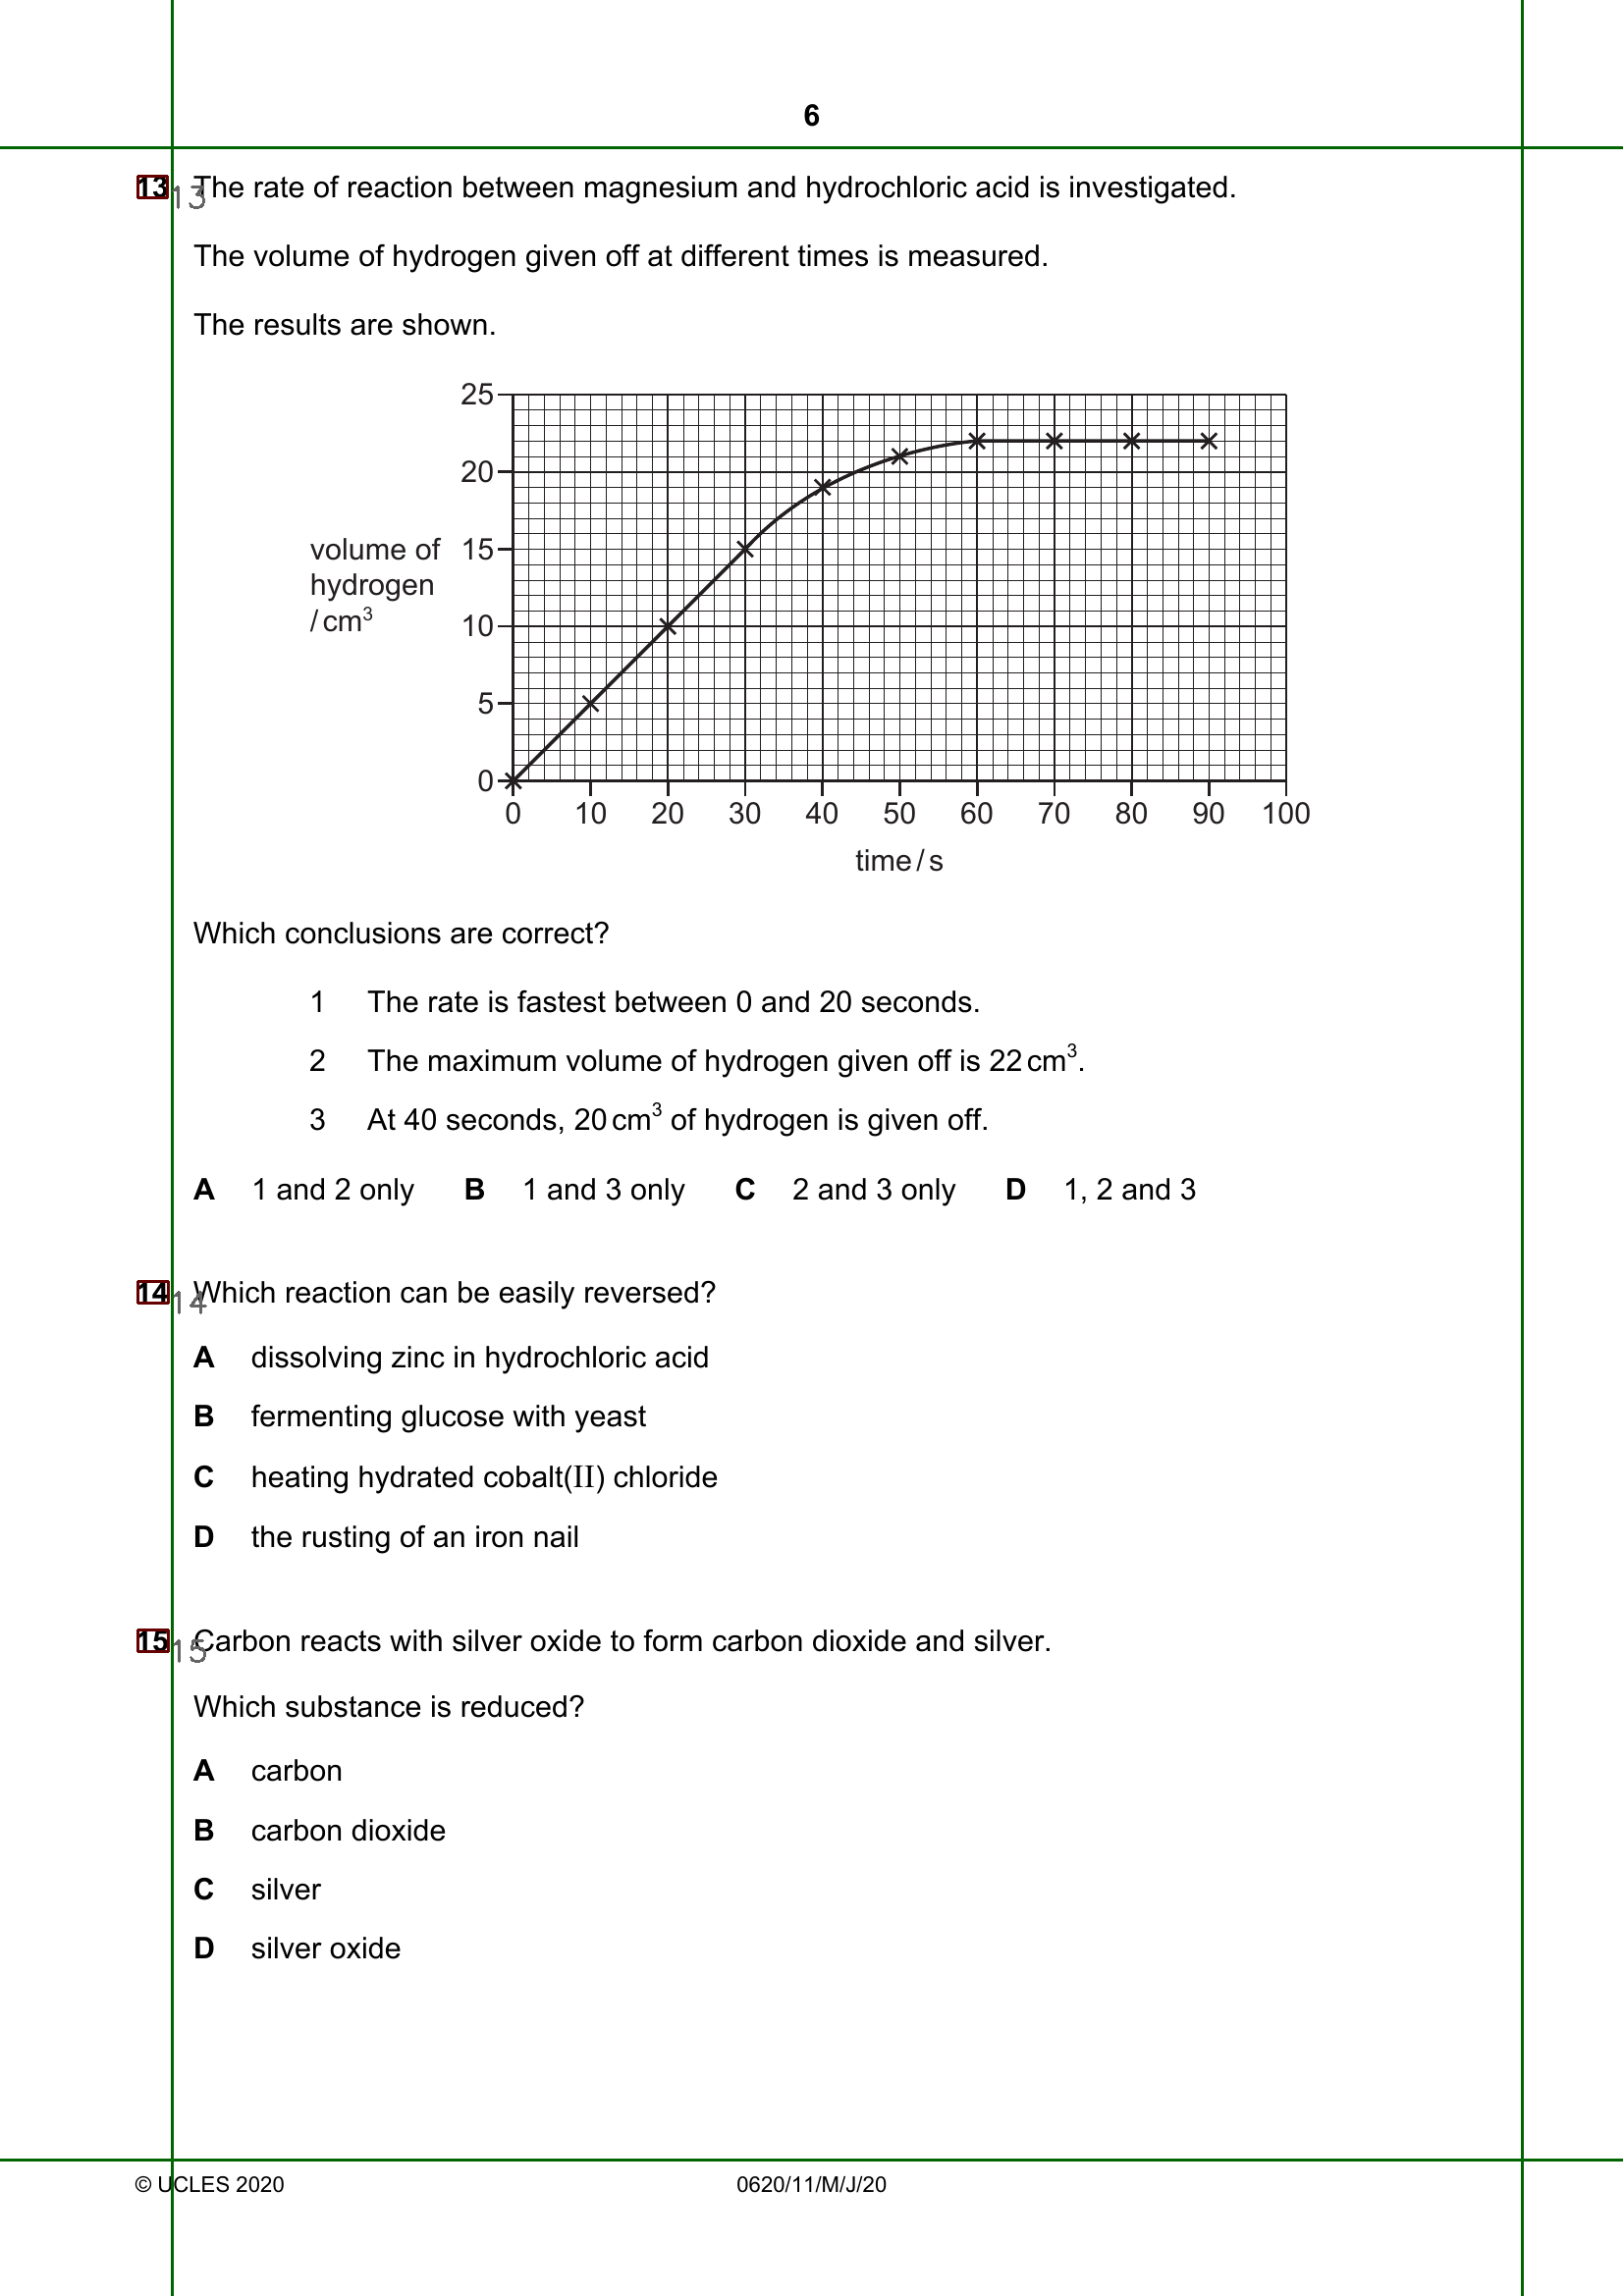 6
13 The rate of reaction between magnesium and hydrochloric acid is investigated.
13
The volume of hydrogen given off at different times is measured.
The results are shown.
25
20
volume of
hydrogen
/ cm³
15
10
5
0
0 10 20 30 40 50 60 70 80 90 100
time / s
Which conclusions are correct?
1 The rate is fastest between 0 and 20 seconds.
2 The maximum volume of hydrogen given off is 22 cm³.
3 At 40 seconds, 20 cm³ of hydrogen is given off.
A 1 and 2 only B 1 and 3 only C 2 and 3 only D 1, 2 and 3
14 Which reaction can be easily reversed?
14
A dissolving zinc in hydrochloric acid
B fermenting glucose with yeast
C heating hydrated cobalt(II) chloride
D the rusting of an iron nail
15 Carbon reacts with silver oxide to form carbon dioxide and silver.
15
Which substance is reduced?
A carbon
B carbon dioxide
C silver
D silver oxide
© UCLES 2020 0620/11/M/J/20